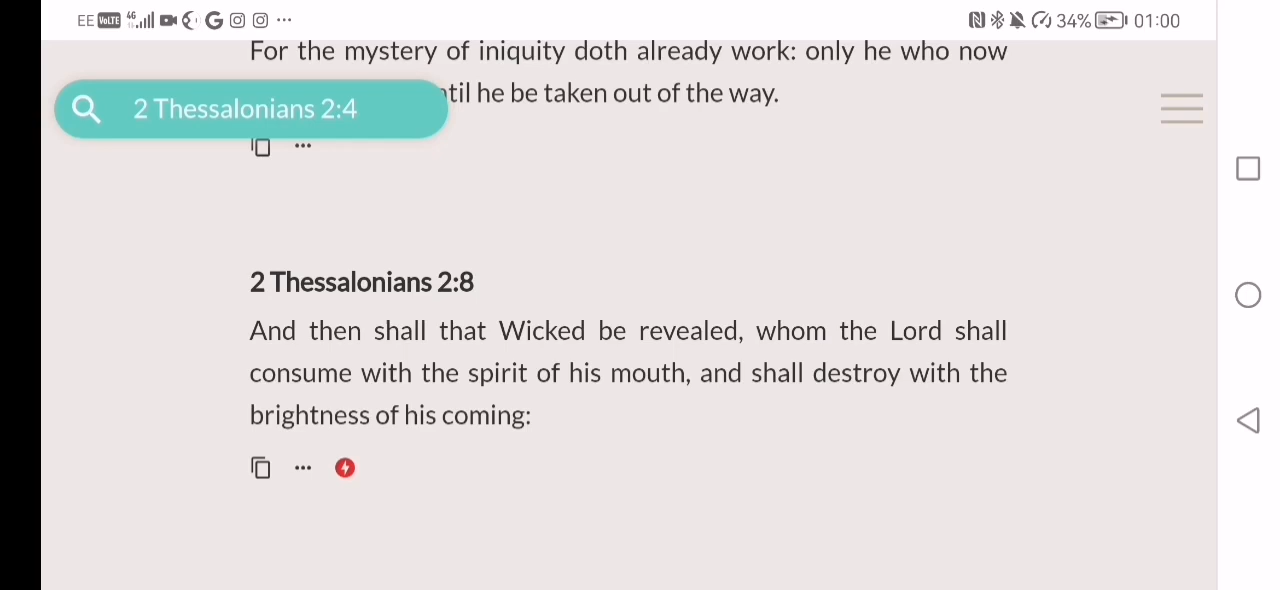 EE VoLTE 4G 34% 01:00
For the mystery of iniquity doth already work: only he who now
he be taken out of the way.
2 Thessalonians 2:4
2 Thessalonians 2:8
And then shall that Wicked be revealed, whom the Lord shall
consume with the spirit of his mouth, and shall destroy with the
brightness of his coming: